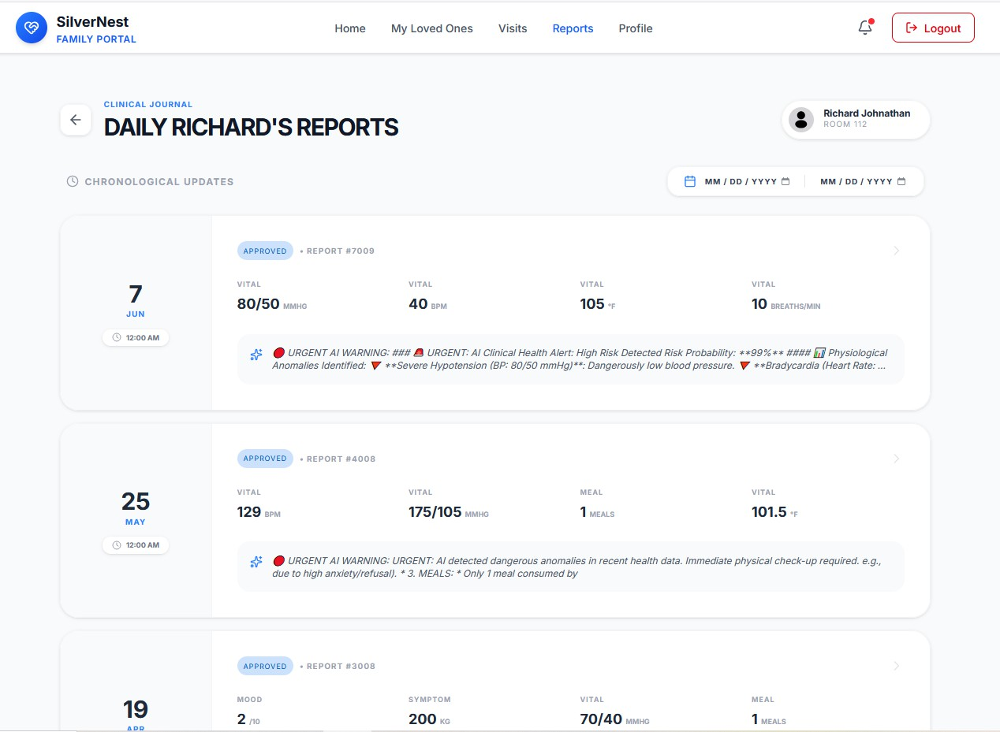 SilverNest
FAMILY PORTAL
Home My Loved Ones Visits Reports Profile
Logout
CLINICAL JOURNAL
DAILY RICHARD'S REPORTS
Richard Johnathan
ROOM 112
CHRONOLOGICAL UPDATES
MM / DD / YYYY MM / DD / YYYY
7
JUN
12:00 AM
APPROVED • REPORT #7009
VITAL VITAL VITAL VITAL
80/50 MMHG 40 BPM 105 °F 10 BREATHS/MIN
🔴 URGENT AI WARNING: ### 🚨 URGENT: AI Clinical Health Alert: High Risk Detected Risk Probability: **99%** #### 📊 Physiological
Anomalies Identified: 🔻 **Severe Hypotension (BP: 80/50 mmHg)**: Dangerously low blood pressure. 🔻 **Bradycardia (Heart Rate: ...
25
MAY
12:00 AM
APPROVED • REPORT #4008
VITAL VITAL MEAL VITAL
129 BPM 175/105 MMHG 1 MEALS 101.5 °F
🔴 URGENT AI WARNING: URGENT: AI detected dangerous anomalies in recent health data. Immediate physical check-up required. e.g.,
due to high anxiety/refusal). * 3. MEALS: * Only 1 meal consumed by
19
APR
APPROVED • REPORT #3008
MOOD SYMPTOM VITAL MEAL
2 /10 200 KG 70/40 MMHG 1 MEALS